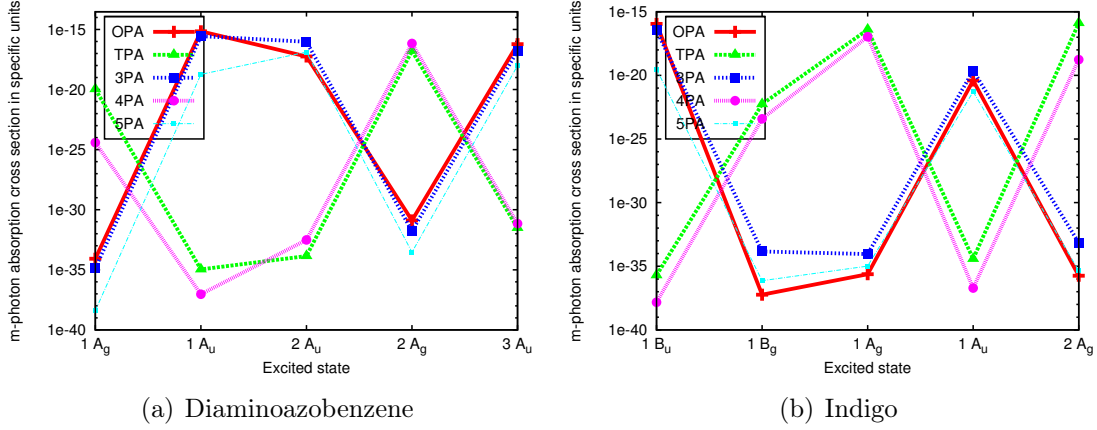 m-photon absorption cross section in specific units
1e-15
1e-20
1e-25
1e-30
1e-35
1e-40
OPA
TPA
3PA
4PA
5PA
1 Ag
1 Au
2 Au
2 Ag
3 Au
Excited state
(a) Diaminoazobenzene
m-photon absorption cross section in specific units
1e-15
1e-20
1e-25
1e-30
1e-35
1e-40
OPA
TPA
3PA
4PA
5PA
1 Bu
1 Bg
1 Ag
1 Au
2 Ag
Excited state
(b) Indigo